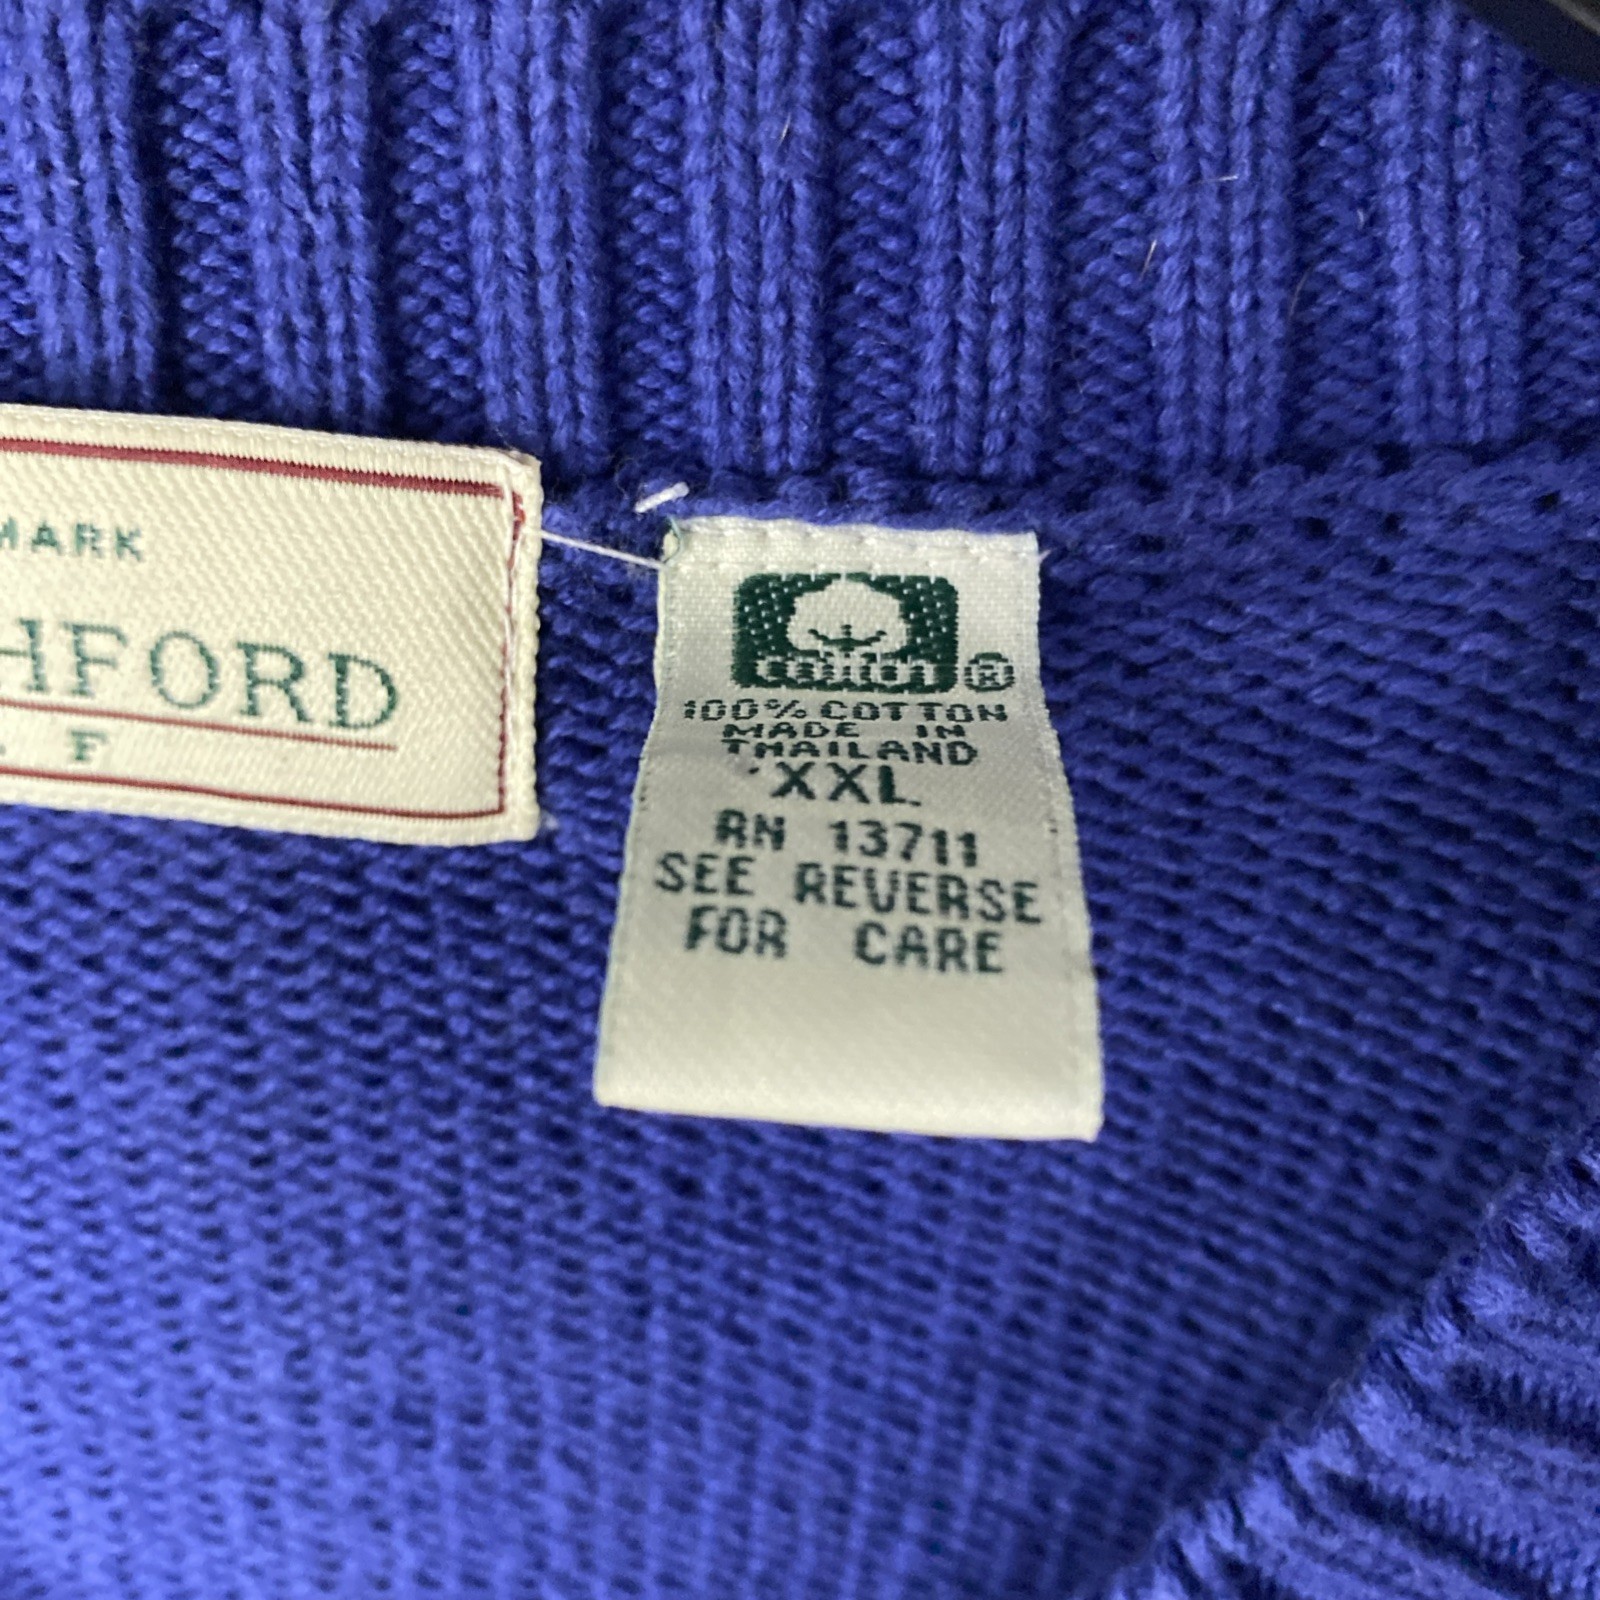 MARK
HFORD
F
cotton ®
100% COTTON
MADE IN
THAILAND
XXL
RN 13711
SEE REVERSE
FOR CARE